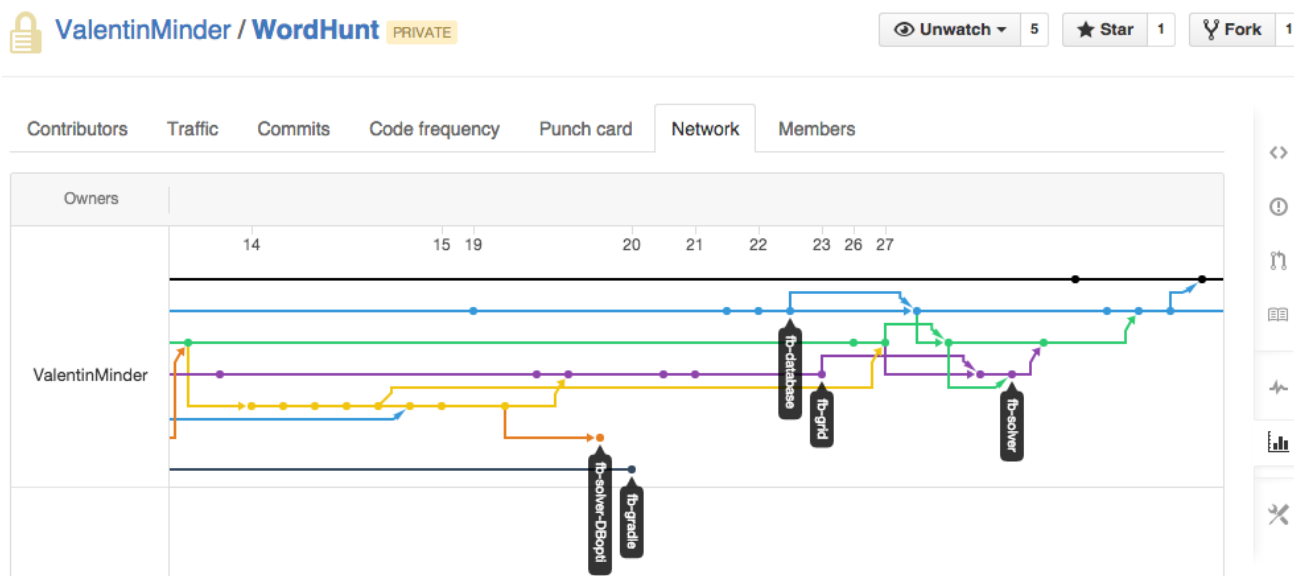 ValentinMinder / WordHunt PRIVATE
Unwatch 5 Star 1 Fork 1
Contributors Traffic Commits Code frequency Punch card Network Members
Owners
14 15 19 20 21 22 23 26 27
ValentinMinder
fb-database
fb-grid
fb-solver
fb-solver-DBopti
fb-gradle